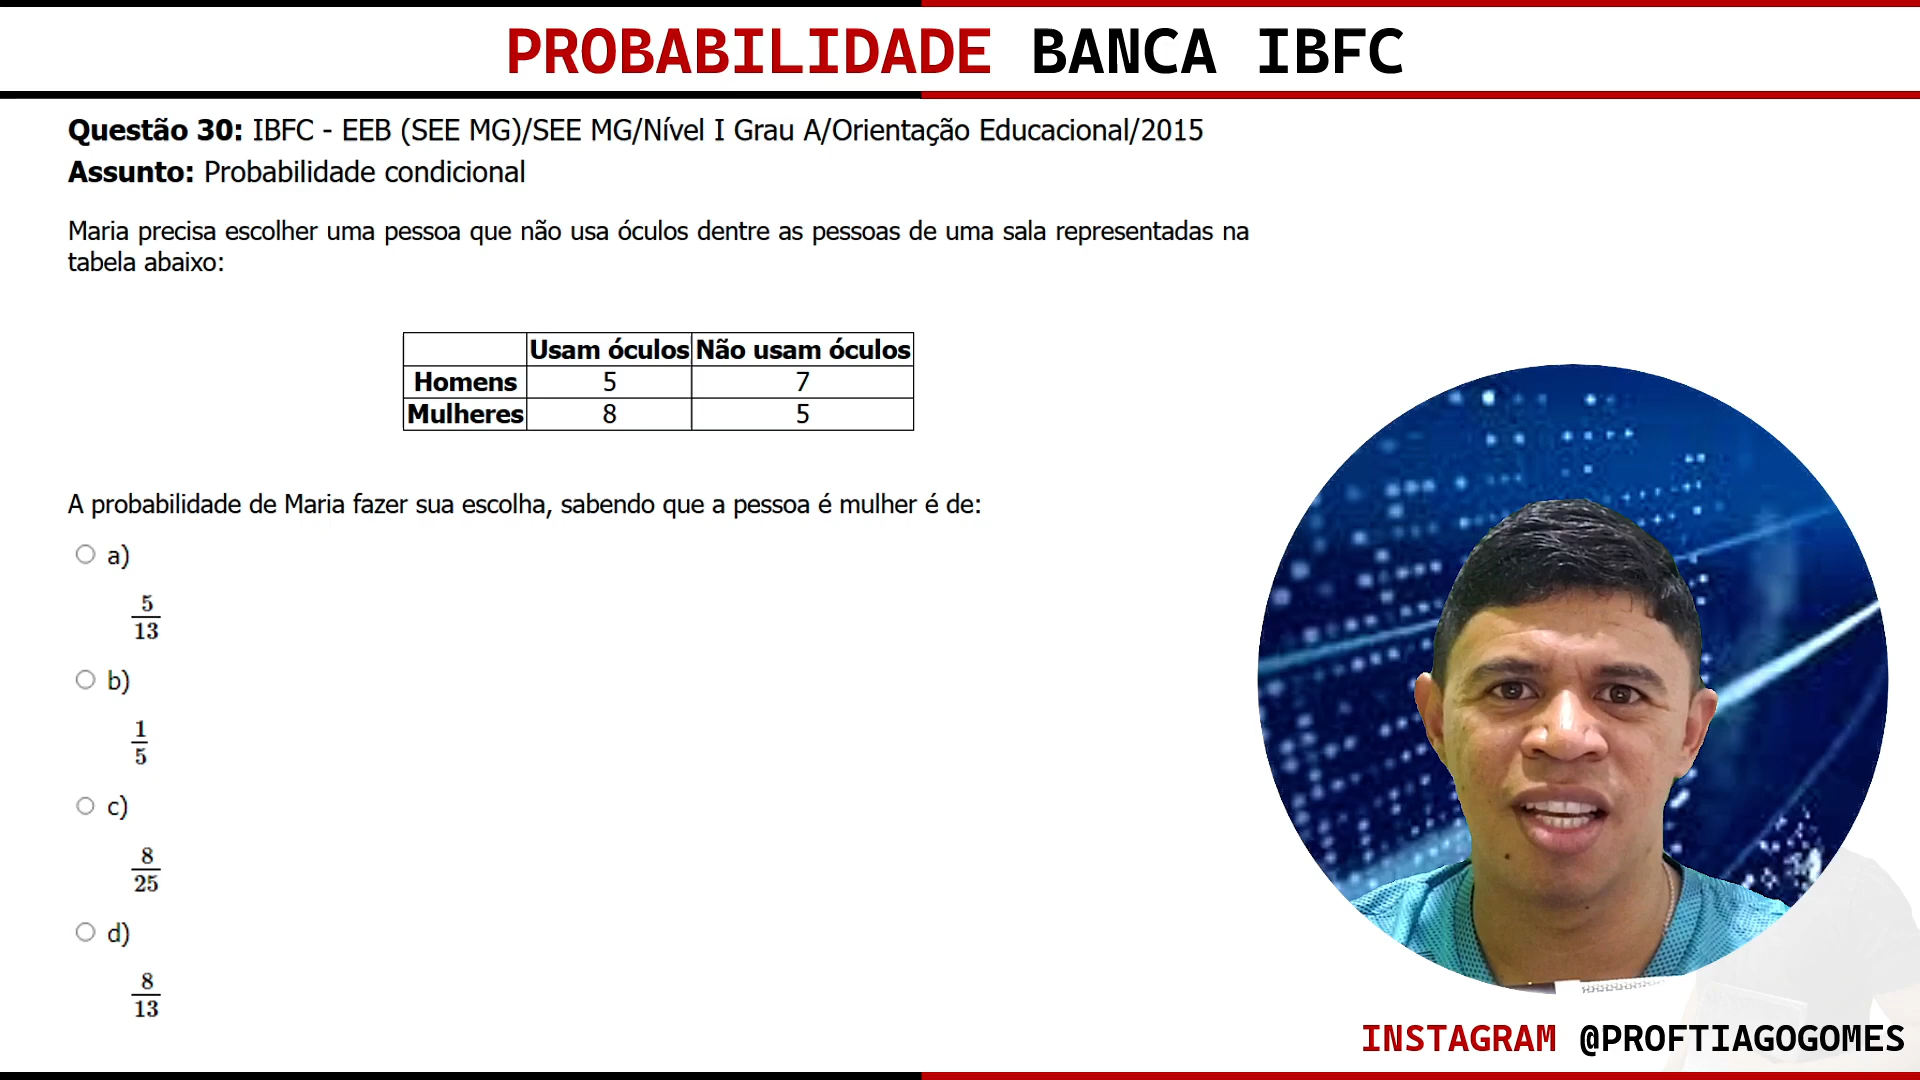 PROBABILIDADE BANCA IBFC
Questão 30: IBFC - EEB (SEE MG)/SEE MG/Nível I Grau A/Orientação Educacional/2015
Assunto: Probabilidade condicional
Maria precisa escolher uma pessoa que não usa óculos dentre as pessoas de uma sala representadas na
tabela abaixo:
Usam óculos Não usam óculos
Homens 5 7
Mulheres 8 5
A probabilidade de Maria fazer sua escolha, sabendo que a pessoa é mulher é de:
a)
5
13
b)
1
5
c)
8
25
d)
8
13
INSTAGRAM @PROFTIAGOGOMES